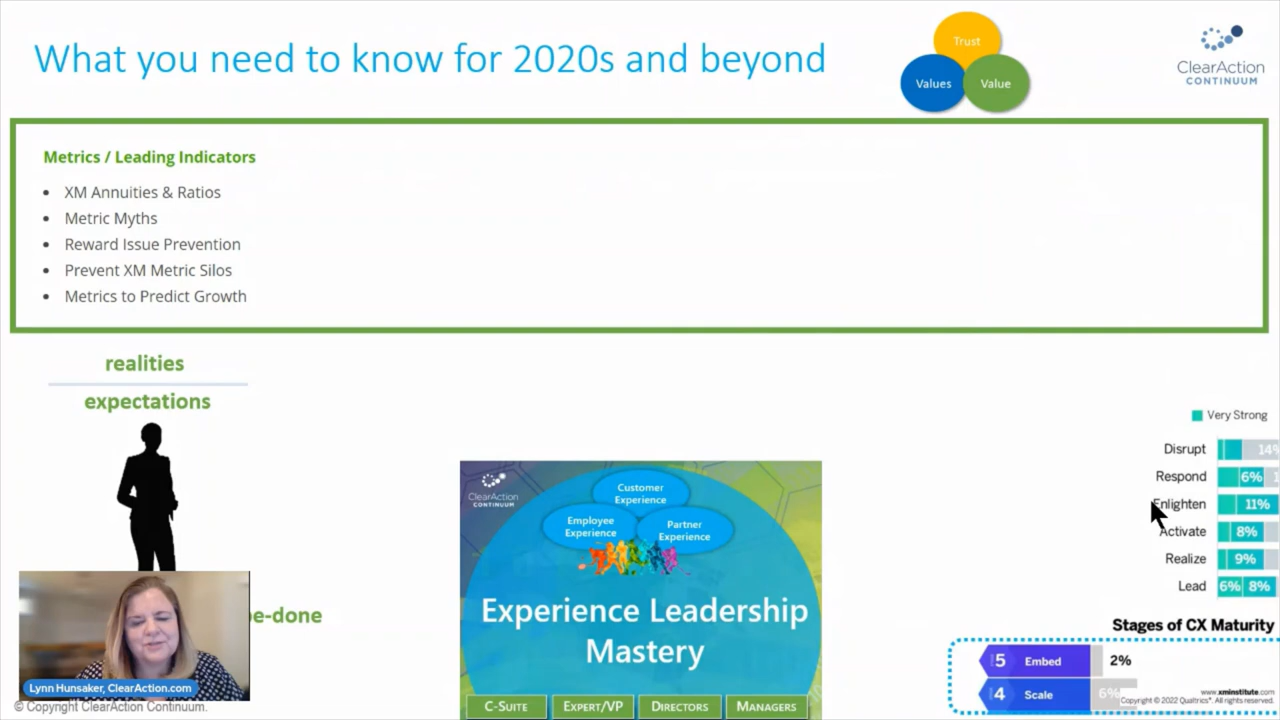 What you need to know for 2020s and beyond
Trust
Values
Value
ClearAction
CONTINUUM
Metrics / Leading Indicators
• XM Annuities & Ratios
• Metric Myths
• Reward Issue Prevention
• Prevent XM Metric Silos
• Metrics to Predict Growth
realities
expectations
be-done
Lynn Hunsaker, ClearAction.com
© Copyright ClearAction Continuum.
ClearAction
CONTINUUM
Customer
Experience
Employee
Experience
Partner
Experience
Experience Leadership
Mastery
C-SUITE
EXPERT/VP
DIRECTORS
MANAGERS
Very Strong
Disrupt 14%
Respond 6% 1
Enlighten 11%
Activate 8%
Realize 9%
Lead 6% 8%
Stages of CX Maturity
5 Embed 2%
4 Scale 6%
www.xminstitute.com
Copyright © 2022 Qualtrics®. All rights reserved.